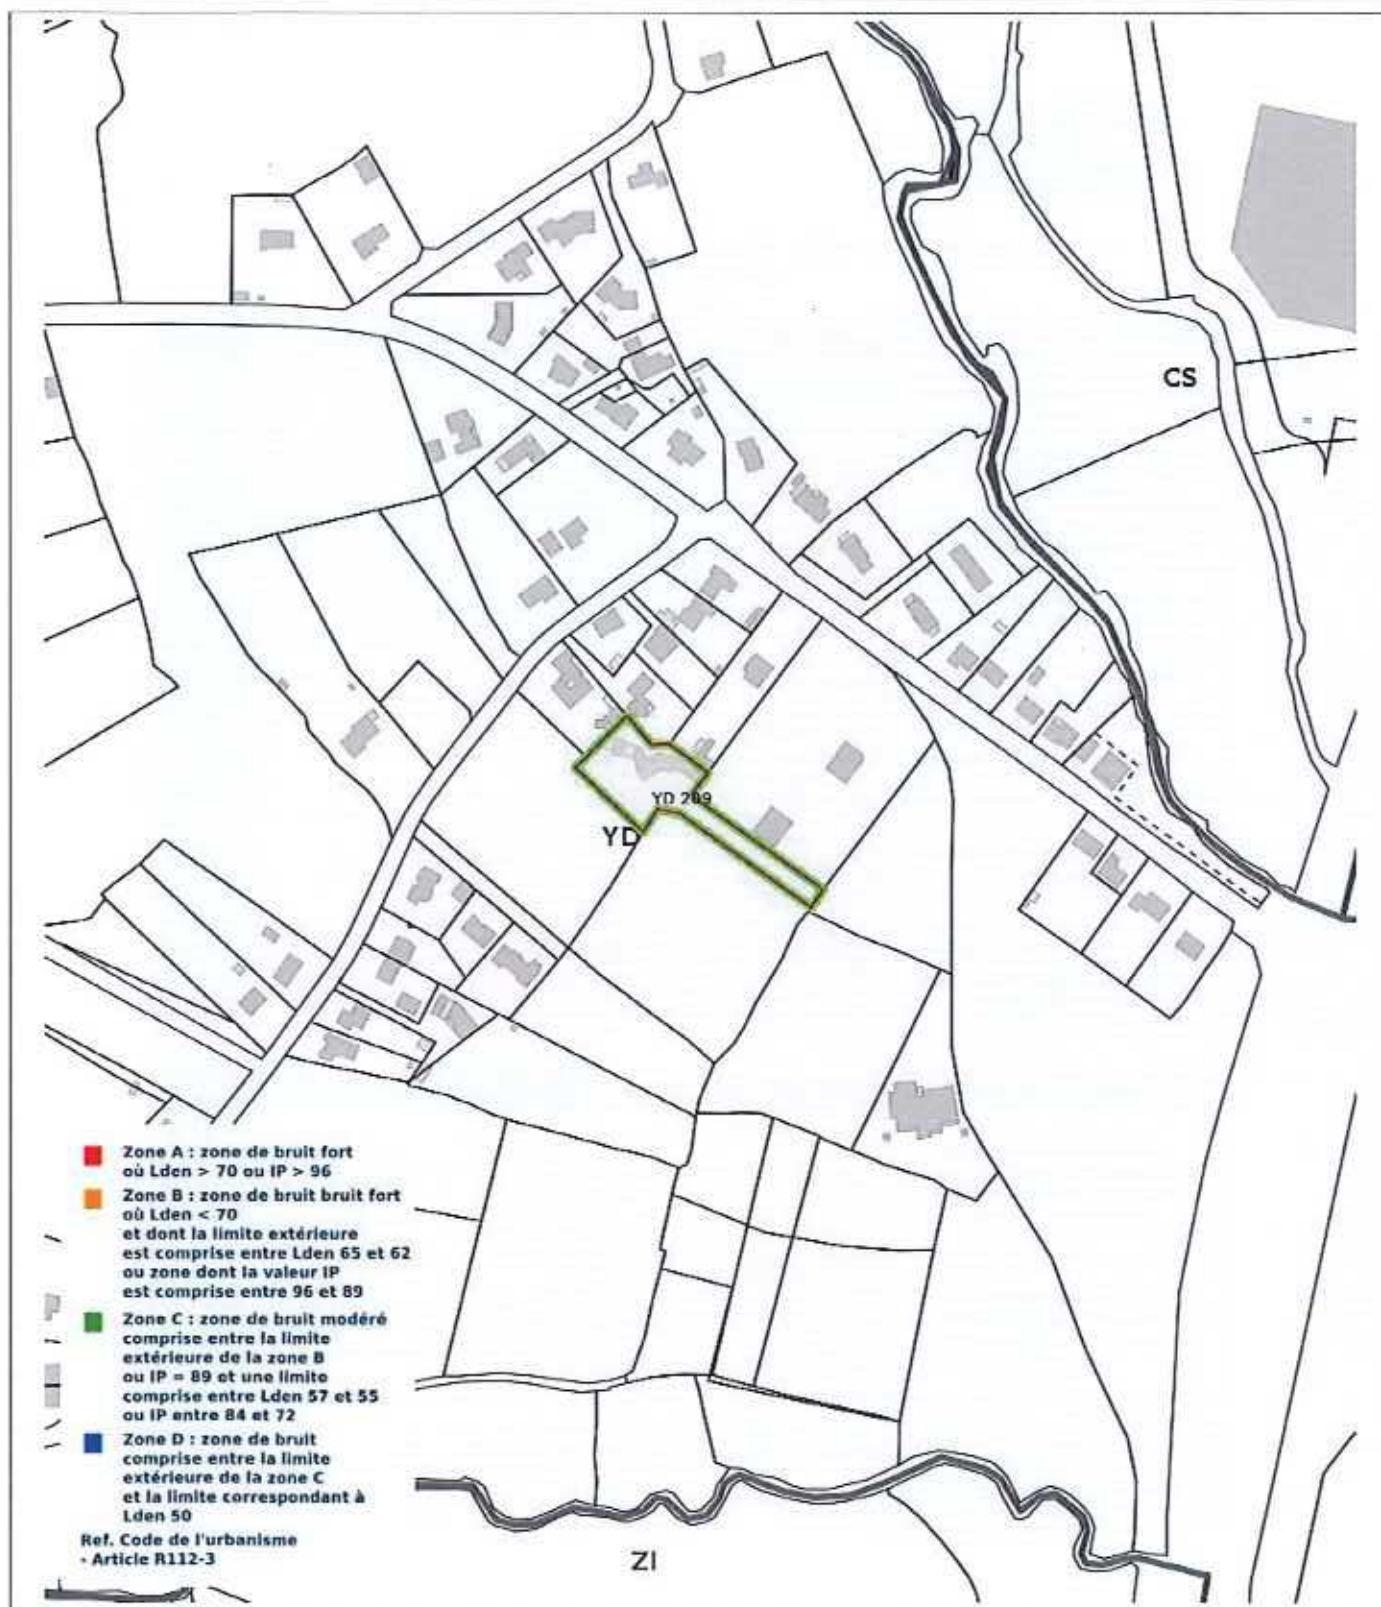 CS
YD 209
YD
Zone A : zone de bruit fort
où Lden > 70 ou IP > 96
Zone B : zone de bruit bruit fort
où Lden < 70
et dont la limite extérieure
est comprise entre Lden 65 et 62
ou zone dont la valeur IP
est comprise entre 96 et 89
Zone C : zone de bruit modéré
comprise entre la limite
extérieure de la zone B
ou IP = 89 et une limite
comprise entre Lden 57 et 55
ou IP entre 84 et 72
Zone D : zone de bruit
comprise entre la limite
extérieure de la zone C
et la limite correspondant à
Lden 50
Ref. Code de l'urbanisme
- Article R112-3
ZI